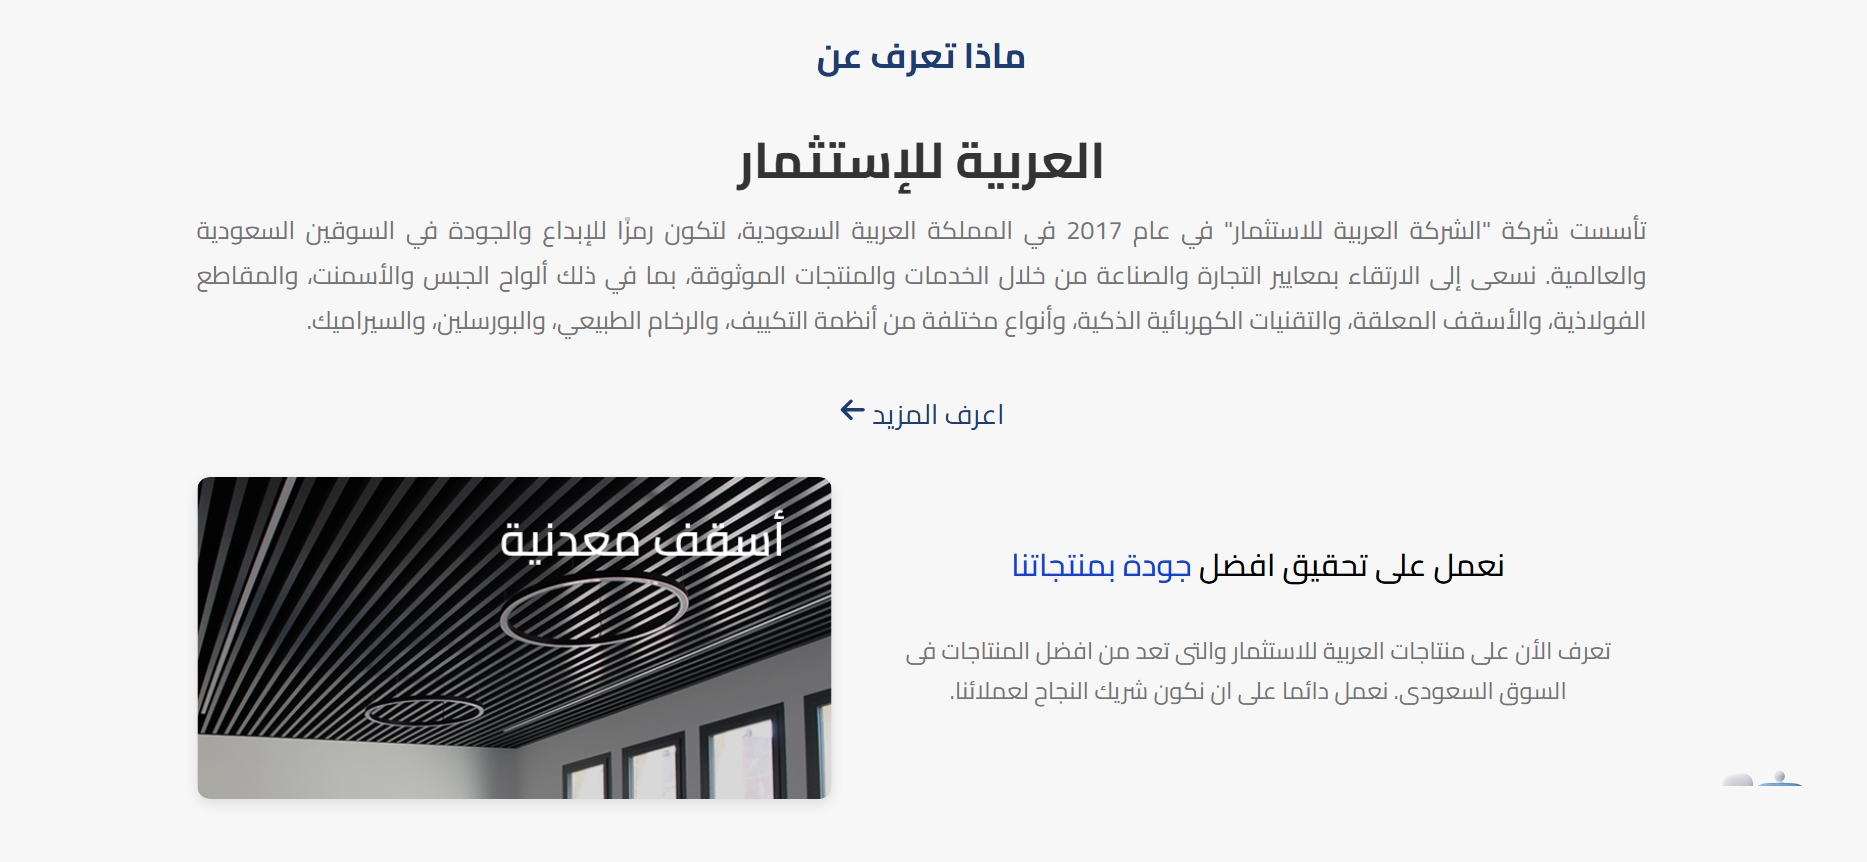 ماذا تعرف عن
العربية للإستثمار
تأسست شركة "الشركة العربية للاستثمار" في عام 2017 في المملكة العربية السعودية، لتكون رمزًا للإبداع والجودة في السوقين السعودية
والعالمية. نسعى إلى الارتقاء بمعايير التجارة والصناعة من خلال الخدمات والمنتجات الموثوقة، بما في ذلك ألواح الجبس والأسمنت، والمقاطع
الفولاذية، والأسقف المعلقة، والتقنيات الكهربائية الذكية، وأنواع مختلفة من أنظمة التكييف، والرخام الطبيعي، والبورسلين، والسيراميك.
اعرف المزيد ←
نعمل على تحقيق افضل جودة بمنتجاتنا
تعرف الأن على منتاجات العربية للاستثمار والتى تعد من افضل المنتاجات فى
السوق السعودى. نعمل دائما على ان نكون شريك النجاح لعملائنا.
أسقف معدنية